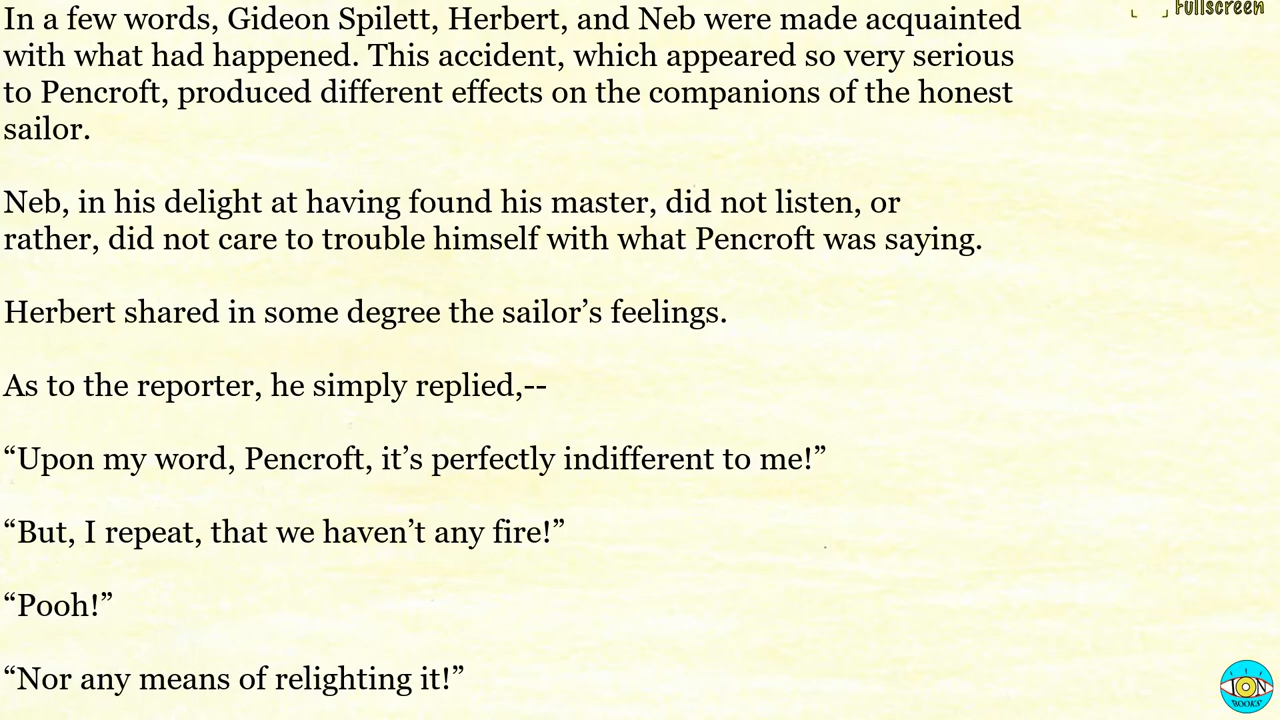 Fullscreen
In a few words, Gideon Spilett, Herbert, and Neb were made acquainted
with what had happened. This accident, which appeared so very serious
to Pencroft, produced different effects on the companions of the honest
sailor.
Neb, in his delight at having found his master, did not listen, or
rather, did not care to trouble himself with what Pencroft was saying.
Herbert shared in some degree the sailor’s feelings.
As to the reporter, he simply replied,--
“Upon my word, Pencroft, it’s perfectly indifferent to me!”
“But, I repeat, that we haven’t any fire!”
“Pooh!”
“Nor any means of relighting it!”
ION
BOOKS